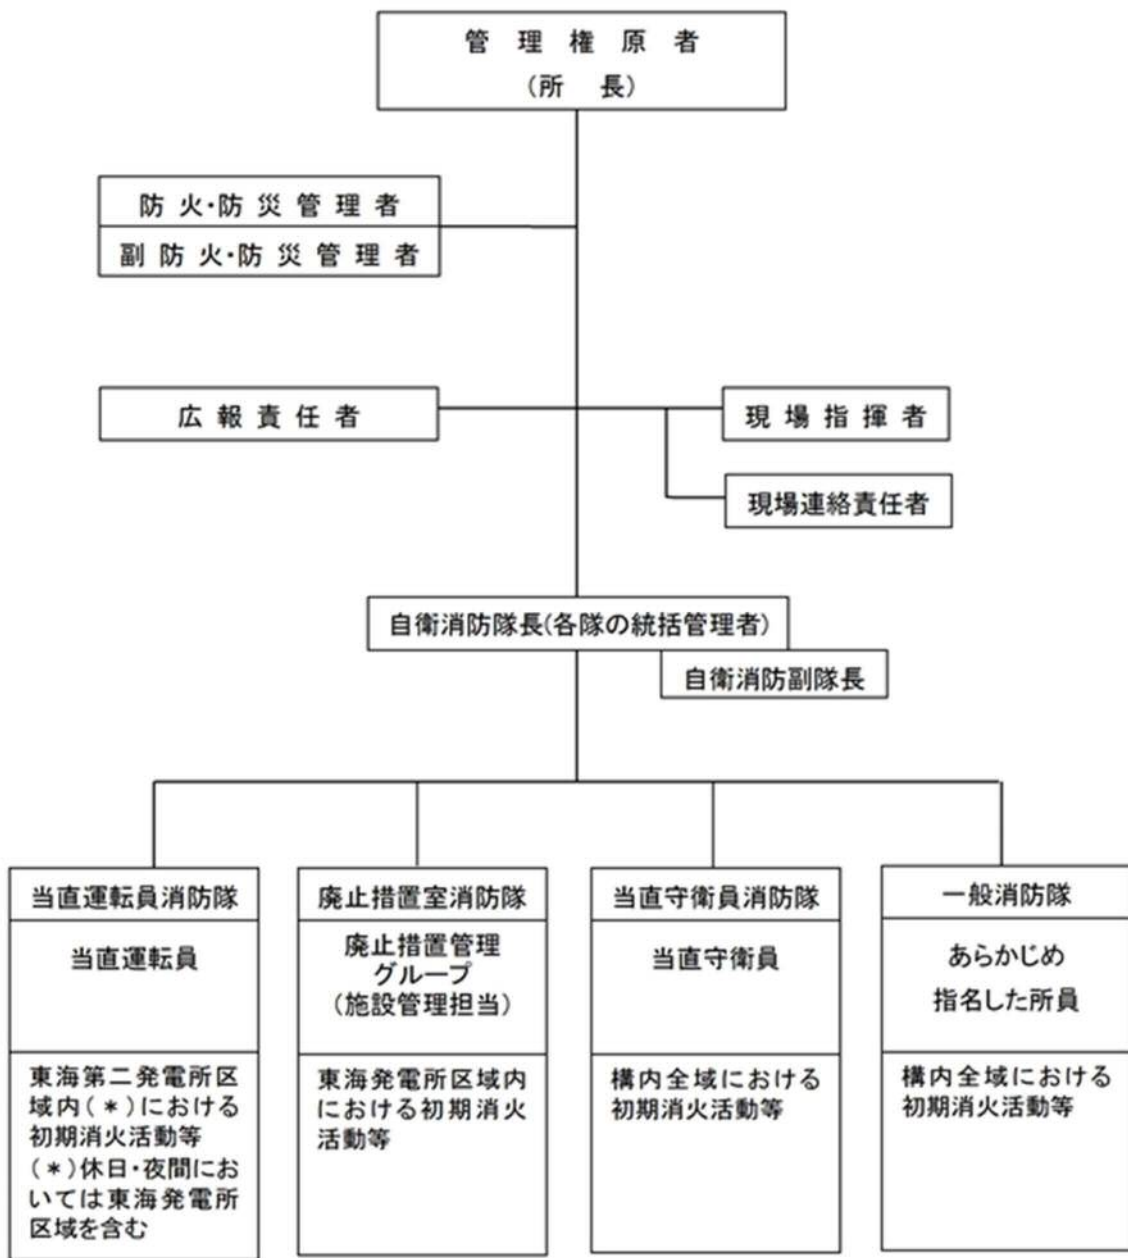 管理権原者
(所 長)
防火・防災管理者
副防火・防災管理者
広報責任者
現場指揮者
現場連絡責任者
自衛消防隊長(各隊の統括管理者)
自衛消防副隊長
当直運転員消防隊
当直運転員
東海第二発電所区
域内(*)における
初期消火活動等
(*)休日・夜間にお
いては東海発電所
区域を含む
廃止措置室消防隊
廃止措置管理
グループ
(施設管理担当)
東海発電所区域内
における初期消火
活動等
当直守衛員消防隊
当直守衛員
構内全域における
初期消火活動等
一般消防隊
あらかじめ
指名した所員
構内全域における
初期消火活動等